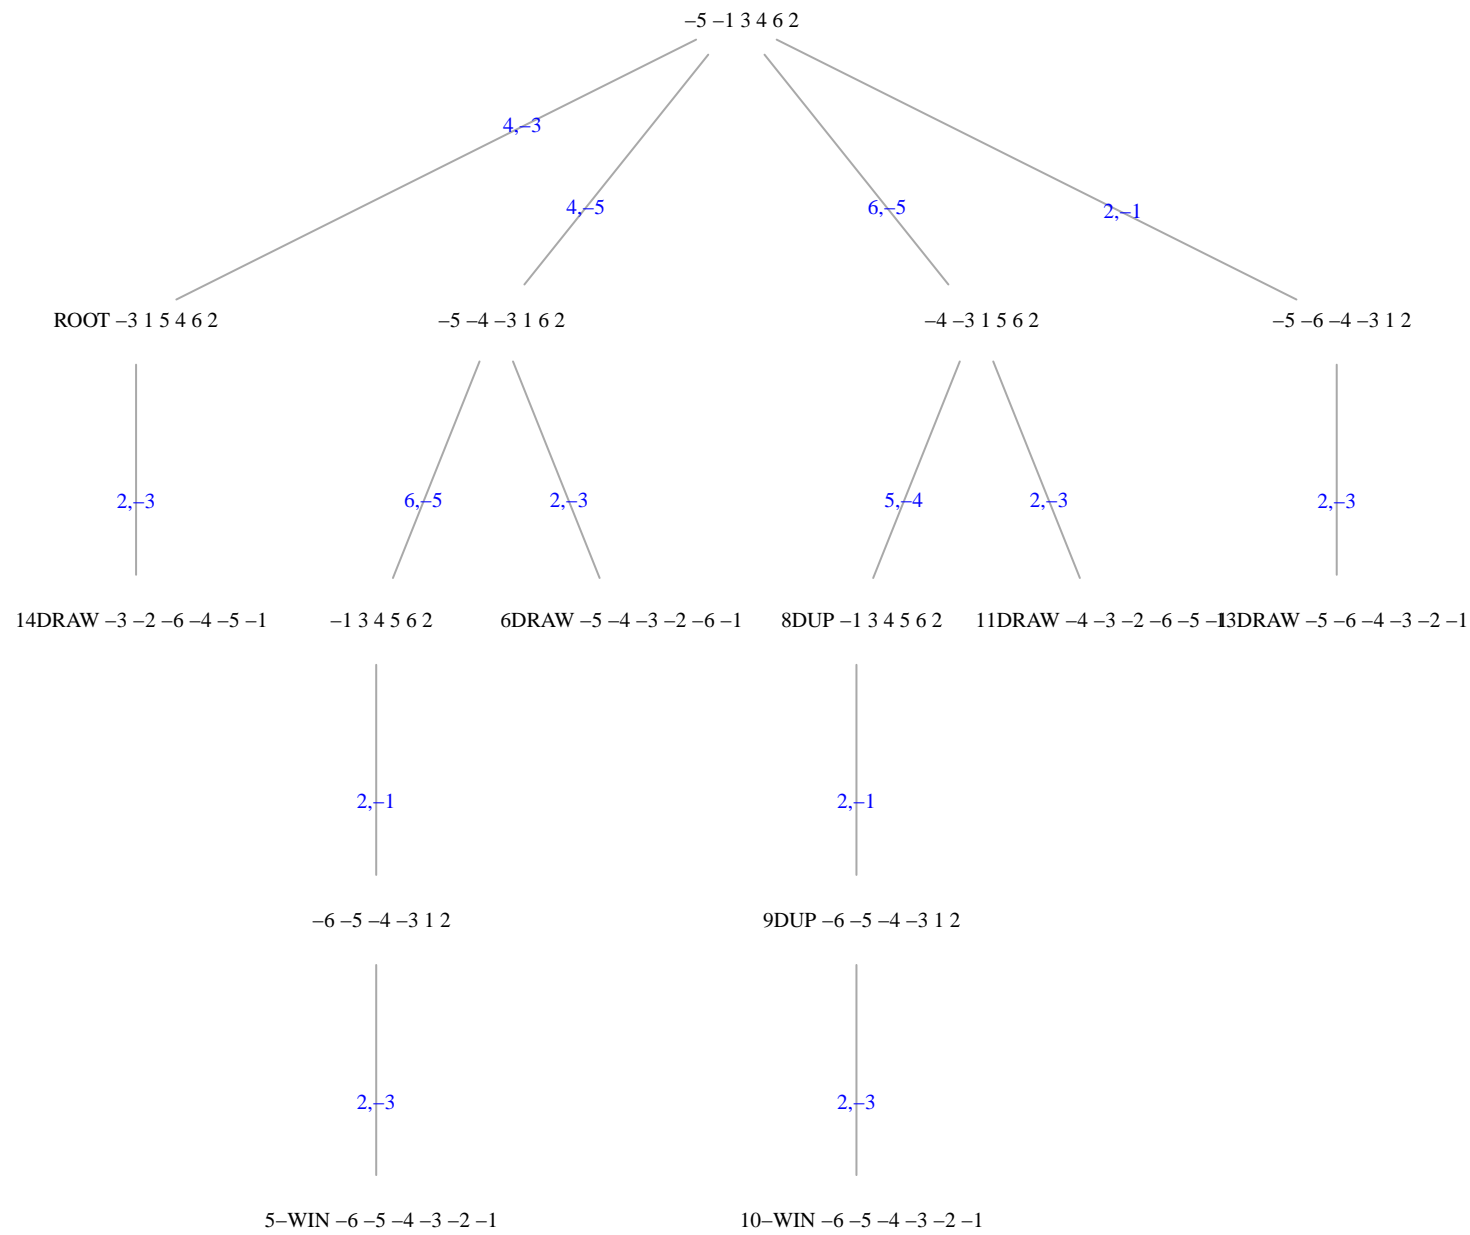 −5 −1 3 4 6 2
4,−3
4,−5
6,−5
2,−1
ROOT −3 1 5 4 6 2
−5 −4 −3 1 6 2
−4 −3 1 5 6 2
−5 −6 −4 −3 1 2
2,−3
6,−5
2,−3
5,−4
2,−3
2,−3
14DRAW −3 −2 −6 −4 −5 −1
−1 3 4 5 6 2
6DRAW −5 −4 −3 −2 −6 −1
8DUP −1 3 4 5 6 2
11DRAW −4 −3 −2 −6 −5 −1
13DRAW −5 −6 −4 −3 −2 −1
2,−1
2,−1
−6 −5 −4 −3 1 2
9DUP −6 −5 −4 −3 1 2
2,−3
2,−3
5−WIN −6 −5 −4 −3 −2 −1
10−WIN −6 −5 −4 −3 −2 −1